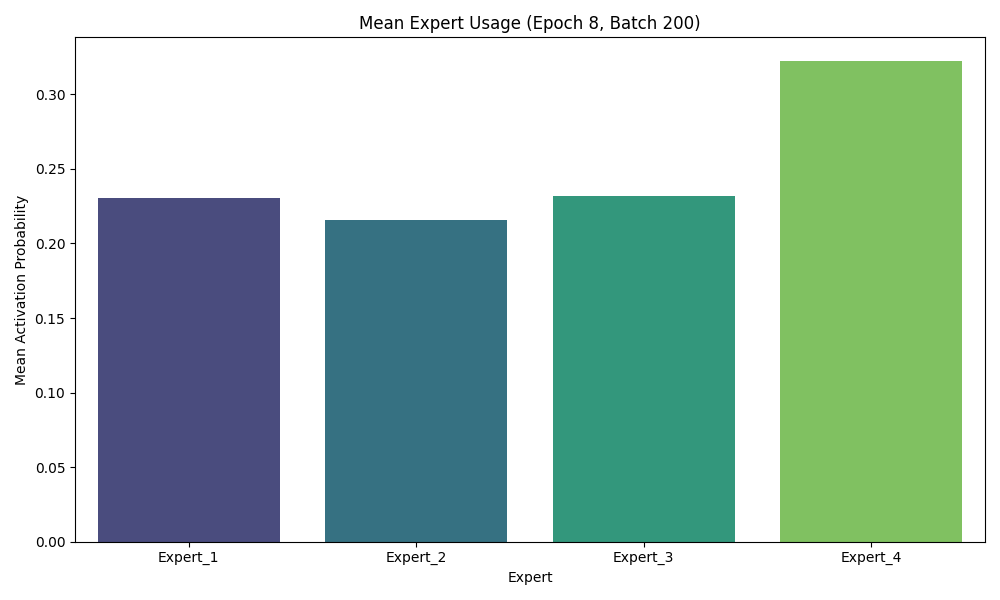 Mean Expert Usage (Epoch 8, Batch 200)
Mean Activation Probability
0.30
0.25
0.20
0.15
0.10
0.05
0.00
Expert_1 Expert_2 Expert_3 Expert_4
Expert